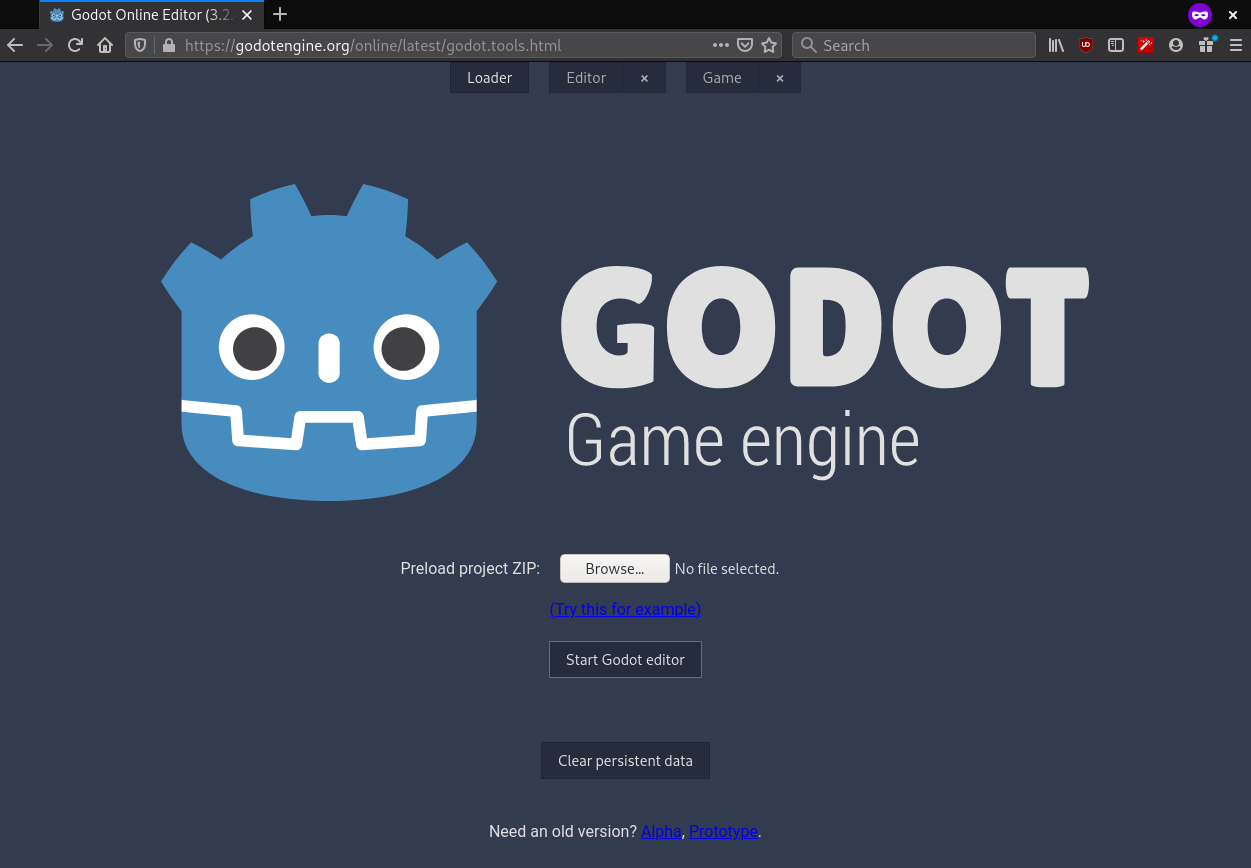 Godot Online Editor (3.2.
https://godotengine.org/online/latest/godot.tools.html
Search
Loader
Editor ×
Game ×
GODOT
Game engine
Preload project ZIP: Browse... No file selected.
(Try this for example)
Start Godot editor
Clear persistent data
Need an old version? Alpha, Prototype.